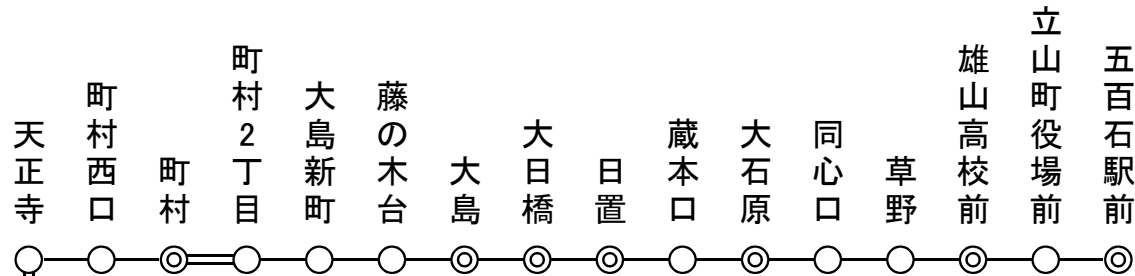 天正寺
町村西口
町村
町村2丁目
大島新町
藤の木台
大島
大日橋
日置
蔵本口
大石原
同心口
草野
雄山高校前
立山町役場前
五百石駅前